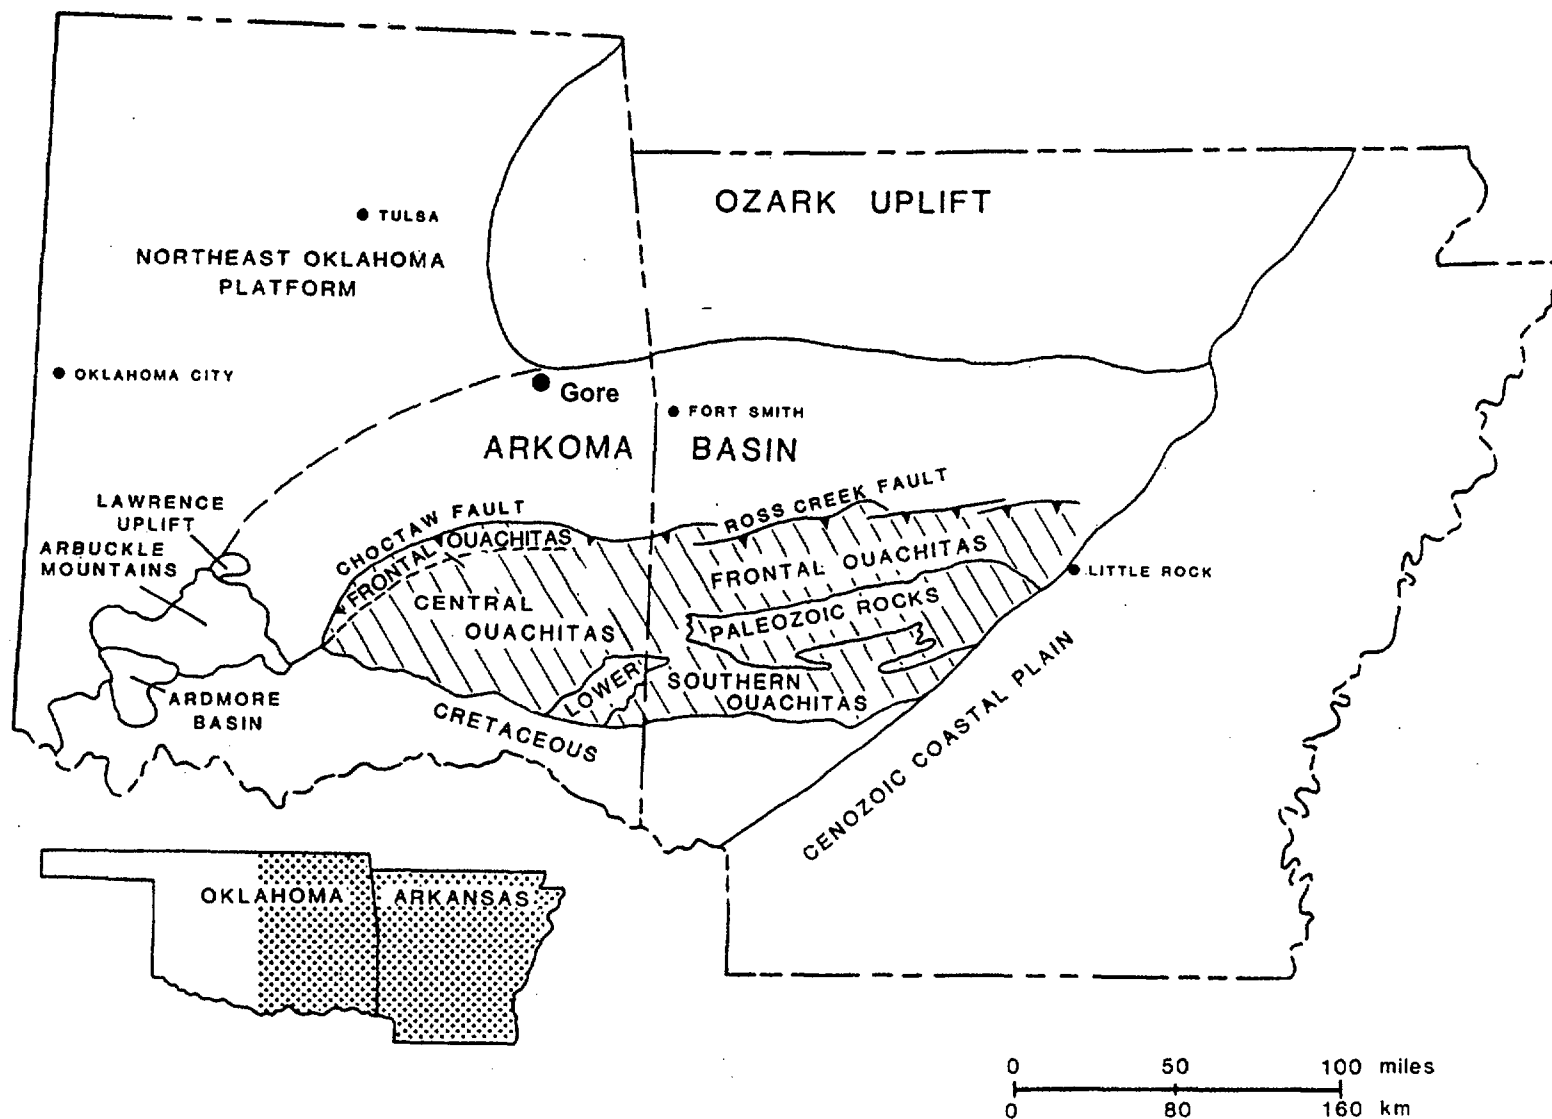 OZARK UPLIFT
TULSA
NORTHEAST OKLAHOMA
PLATFORM
OKLAHOMA CITY
Gore
FORT SMITH
ARKOMA BASIN
LAWRENCE
UPLIFT
ARBUCKLE
MOUNTAINS
CHOCTAW FAULT
ROSS CREEK FAULT
FRONTAL OUACHITAS
FRONTAL OUACHITAS
LITTLE ROCK
CENTRAL
OUACHITAS
PALEOZOIC ROCKS
LOWER
SOUTHERN
OUACHITAS
ARDMORE
BASIN
CRETACEOUS
CENOZOIC COASTAL PLAIN
OKLAHOMA
ARKANSAS
0 50 100 miles
0 80 160 km